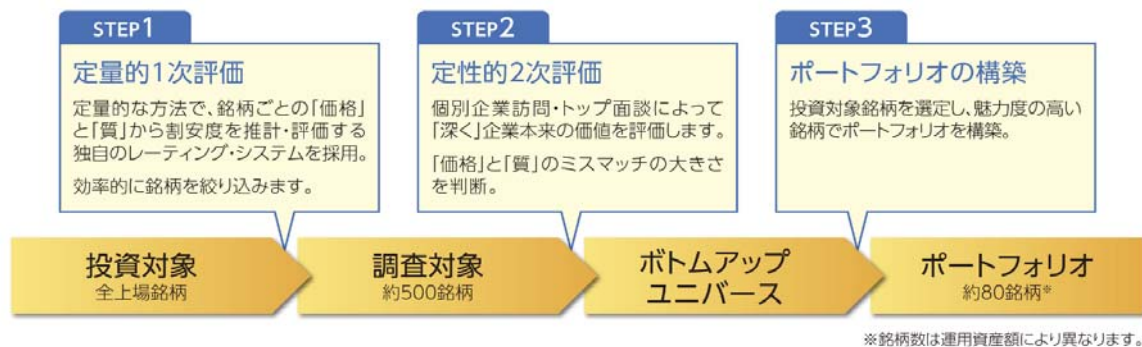 STEP1
定量的1次評価
定量的な方法で、銘柄ごとの「価格」
と「質」から割安度を推計・評価する
独自のレーティング・システムを採用。
効率的に銘柄を絞り込みます。
STEP2
定性的2次評価
個別企業訪問・トップ面談によって
「深く」企業本来の価値を評価します。
「価格」と「質」のミスマッチの大きさ
を判断。
STEP3
ポートフォリオの構築
投資対象銘柄を選定し、魅力度の高い
銘柄でポートフォリオを構築。
投資対象
全上場銘柄
調査対象
約500銘柄
ボトムアップ
ユニバース
ポートフォリオ
約80銘柄※
※銘柄数は運用資産額により異なります。